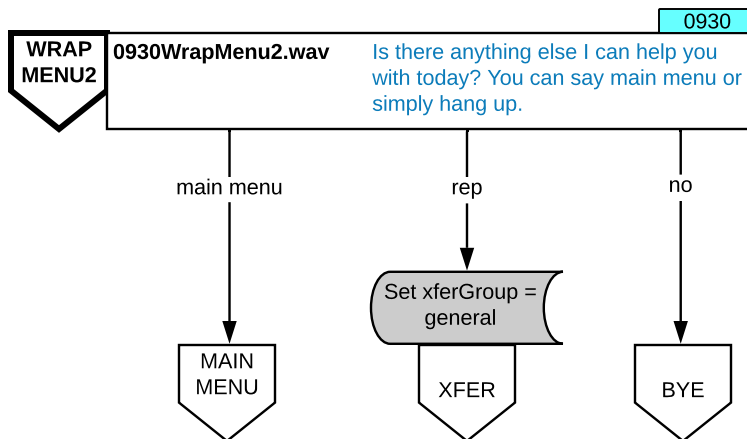 0930
WRAP
MENU2
0930WrapMenu2.wav
Is there anything else I can help you
with today? You can say main menu or
simply hang up.
main menu
rep
no
Set xferGroup =
general
MAIN
MENU
XFER
BYE